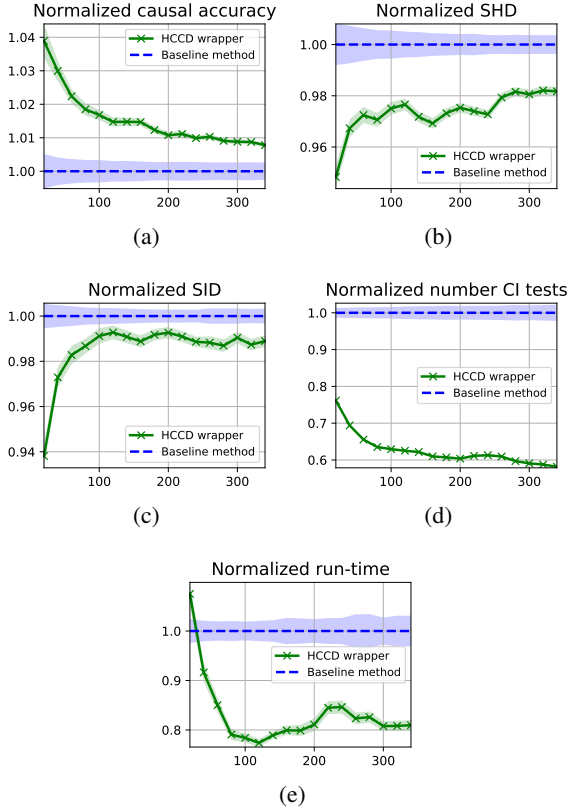 Normalized causal accuracy
1.04
1.03
1.02
1.01
1.00
100
200
300
HCCD wrapper
Baseline method
(a)
Normalized SHD
1.00
0.98
0.96
100
200
300
HCCD wrapper
Baseline method
(b)
Normalized SID
1.00
0.98
0.96
0.94
100
200
300
HCCD wrapper
Baseline method
(c)
Normalized number CI tests
1.0
0.9
0.8
0.7
0.6
100
200
300
HCCD wrapper
Baseline method
(d)
Normalized run-time
1.0
0.9
0.8
100
200
300
HCCD wrapper
Baseline method
(e)